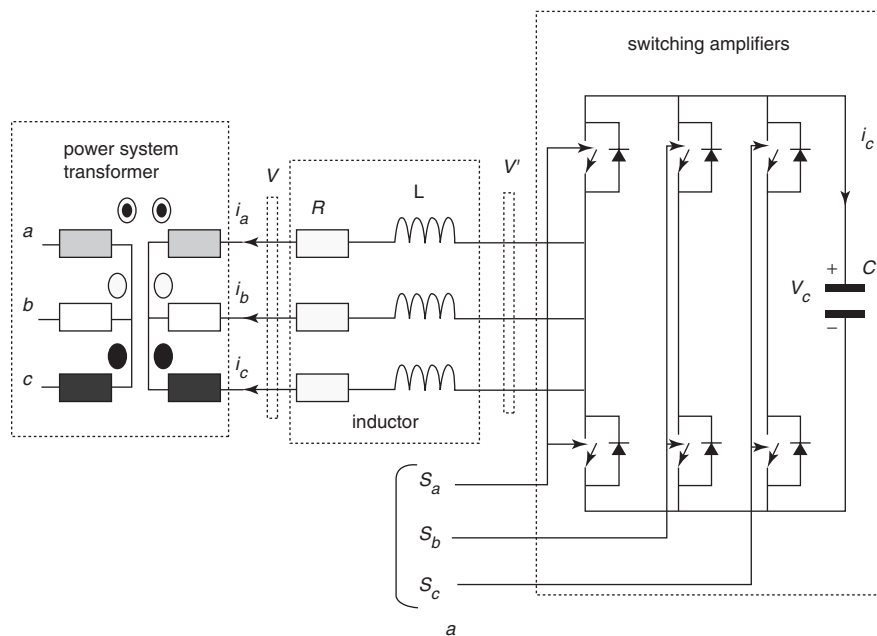 switching amplifiers
power system
transformer
V
V'
i_c
R
L
i_a
a
+
C
V_c
−
i_b
b
i_c
c
inductor
S_a
S_b
S_c
a